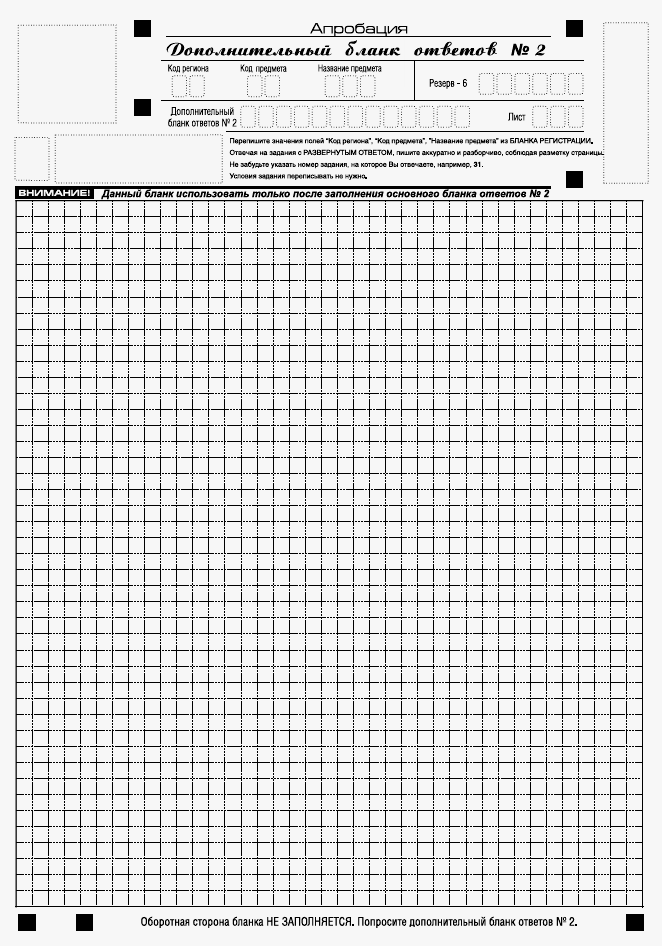 Апробация
Дополнительный бланк ответов № 2
Код региона Код предмета Название предмета
Резерв - 6
Дополнительный
бланк ответов № 2
Лист
Перепишите значения полей "Код региона", "Код предмета", "Название предмета" из БЛАНКА РЕГИСТРАЦИИ.
Отвечая на задания с РАЗВЕРНУТЫМ ОТВЕТОМ, пишите аккуратно и разборчиво, соблюдая разметку страницы.
Не забудьте указать номер задания, на которое Вы отвечаете, например, 31.
Условия задания переписывать не нужно.
ВНИМАНИЕ! Данный бланк использовать только после заполнения основного бланка ответов № 2
Оборотная сторона бланка НЕ ЗАПОЛНЯЕТСЯ. Попросите дополнительный бланк ответов № 2.